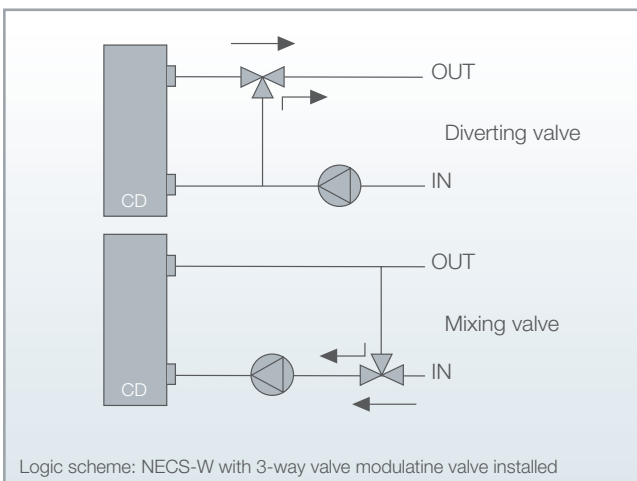 OUT
Diverting valve
IN
CD
OUT
Mixing valve
IN
CD
Logic scheme: NECS-W with 3-way valve modulatine valve installed